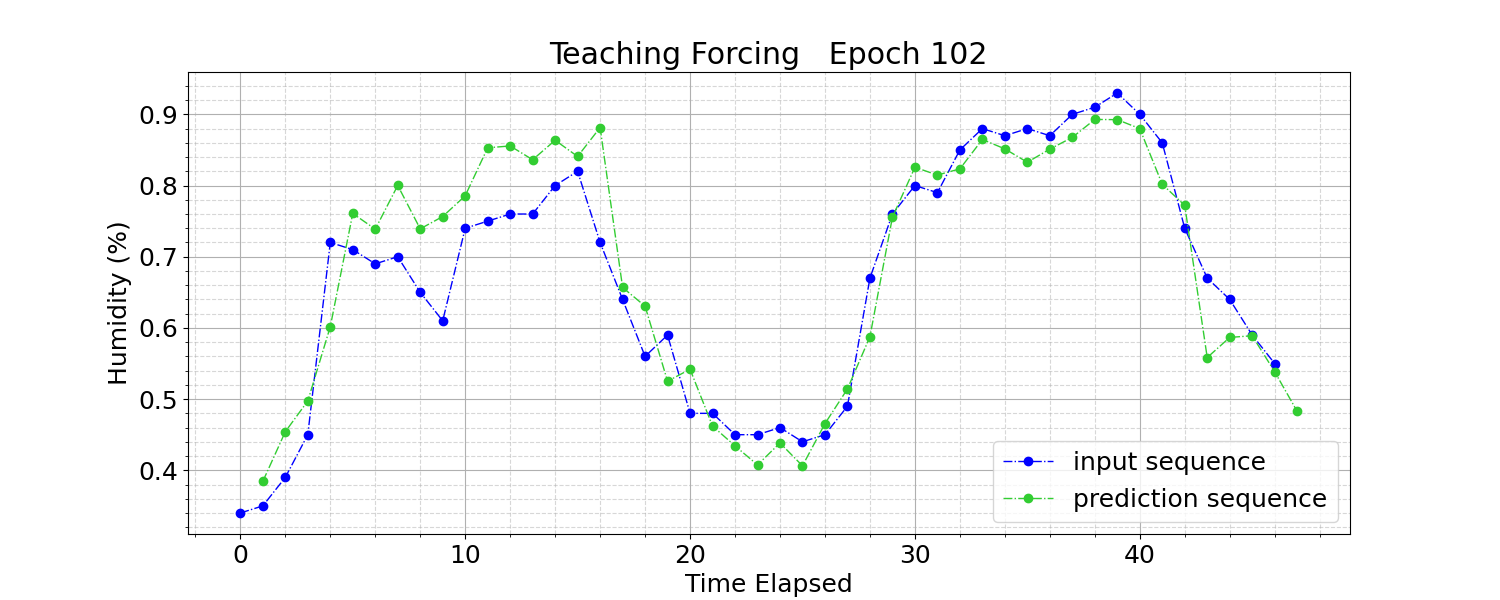 Teaching Forcing   Epoch 102
Humidity (%)
0.9
0.8
0.7
0.6
0.5
0.4
0 10 20 30 40
Time Elapsed
input sequence
prediction sequence